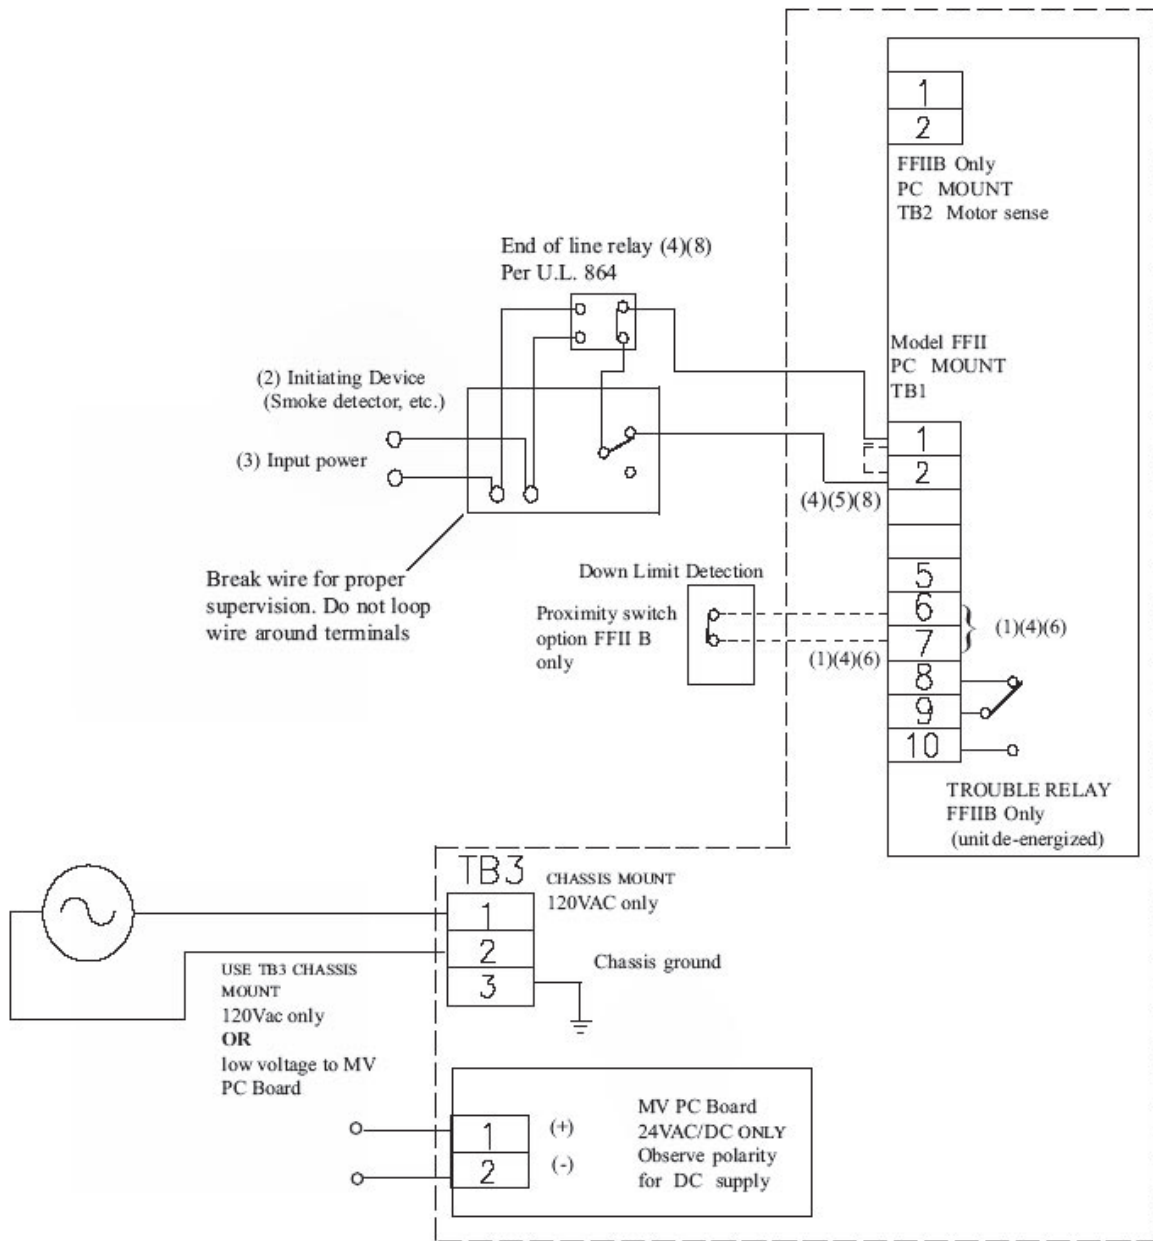 1
2
FFIIB Only
PC MOUNT
TB2 Motor sense
End of line relay (4)(8)
Per U.L. 864
Model FFII
PC MOUNT
TB1
(2) Initiating Device
(Smoke detector, etc.)
(3) Input power
1
2
(4)(5)(8)
5
6
7
8
9
10
(1)(4)(6)
Break wire for proper
supervision. Do not loop
wire around terminals
Down Limit Detection
Proximity switch
option FFII B
only
(1)(4)(6)
TROUBLE RELAY
FFIIB Only
(unit de-energized)
TB3
CHASSIS MOUNT
120VAC only
1
2
3
Chassis ground
USE TB3 CHASSIS
MOUNT
120Vac only
OR
low voltage to MV
PC Board
1
2
(+)
(-)
MV PC Board
24VAC/DC ONLY
Observe polarity
for DC supply